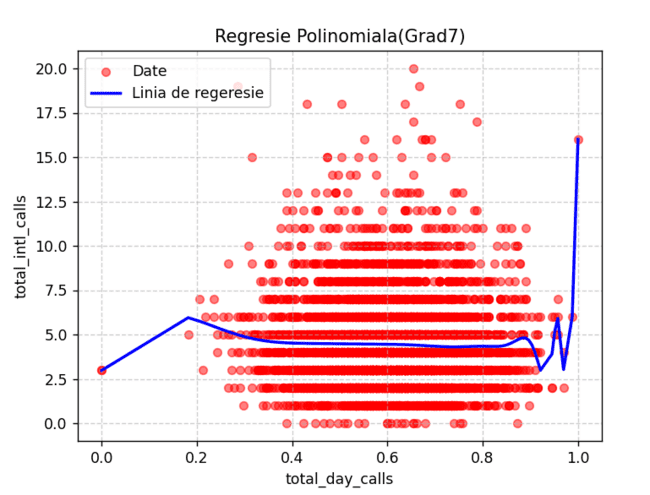 Regresie Polinomiala(Grad7)
20.0
17.5
15.0
12.5
10.0
7.5
5.0
2.5
0.0
total_intl_calls
Date
Linia de regeresie
0.0 0.2 0.4 0.6 0.8 1.0
total_day_calls